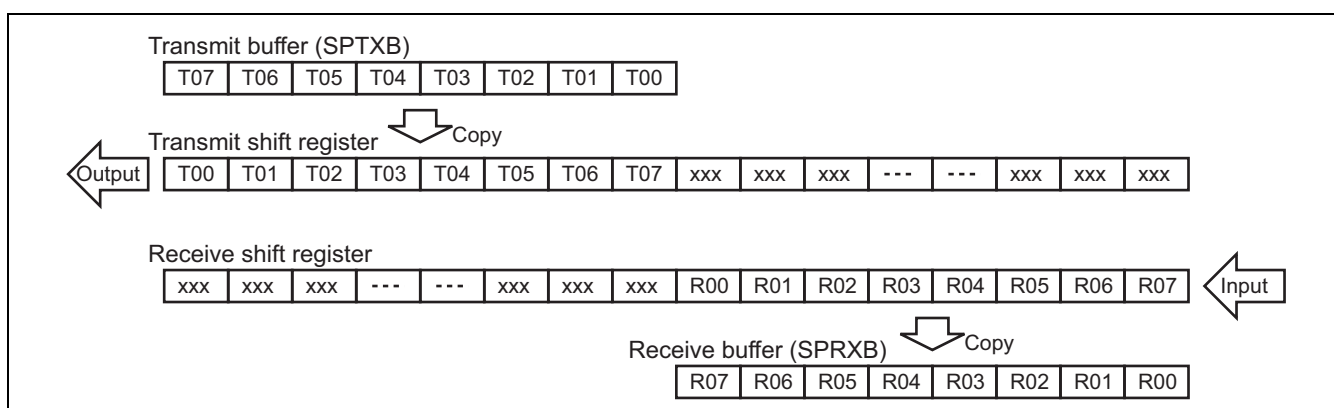 Transmit buffer (SPTXB)
T07 T06 T05 T04 T03 T02 T01 T00
Copy
Transmit shift register
Output T00 T01 T02 T03 T04 T05 T06 T07 xxx xxx xxx --- --- xxx xxx xxx
Receive shift register
xxx xxx xxx --- --- xxx xxx xxx R00 R01 R02 R03 R04 R05 R06 R07 Input
Copy
Receive buffer (SPRXB)
R07 R06 R05 R04 R03 R02 R01 R00